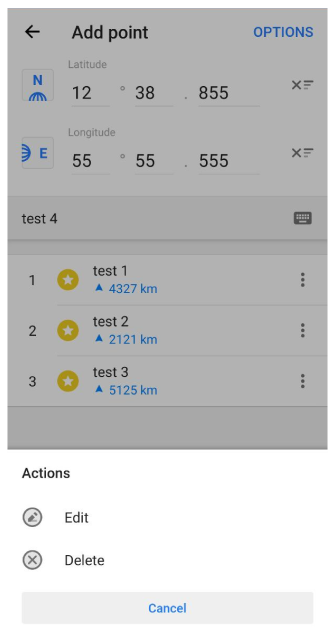 Add point
OPTIONS
Latitude
N
12 ° 38 . 855
Longitude
E
55 ° 55 . 555
test 4
1
test 1
4327 km
2
test 2
2121 km
3
test 3
5125 km
Actions
Edit
Delete
Cancel